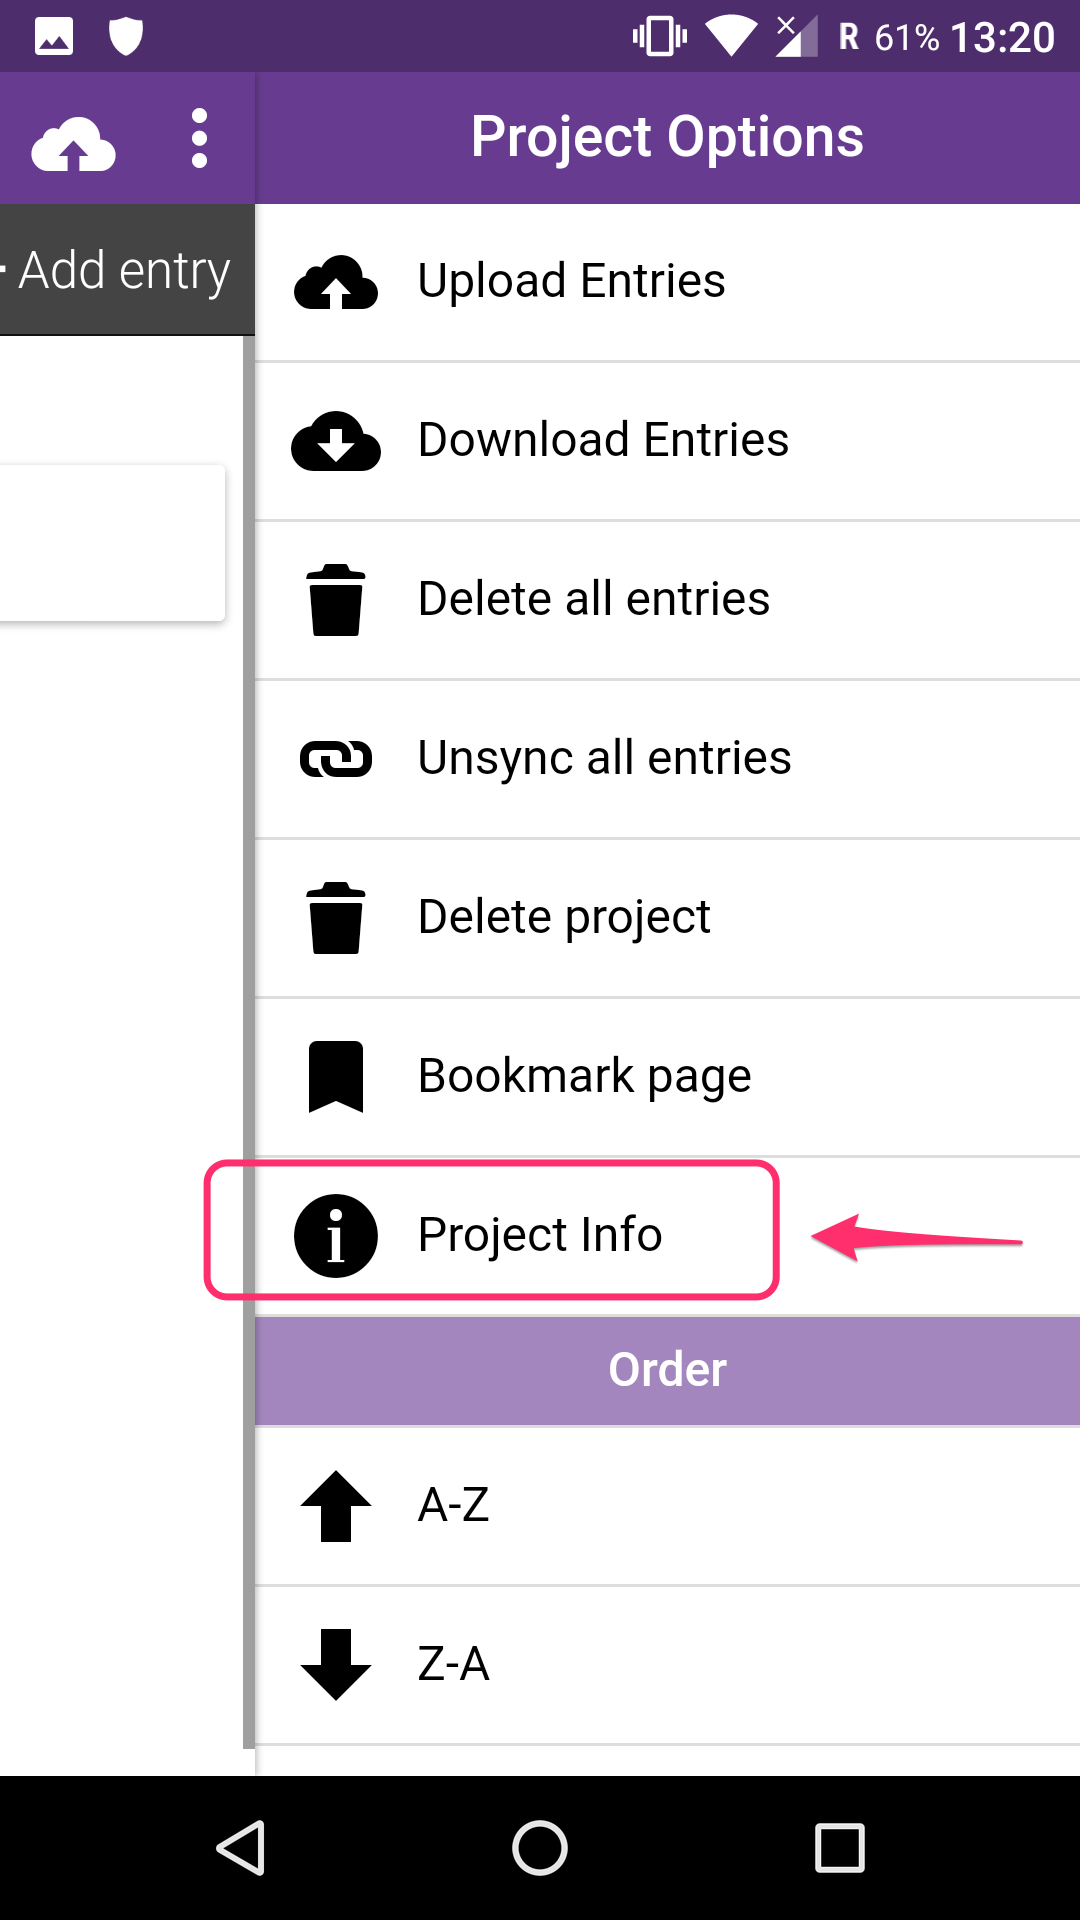 R 61% 13:20
Project Options
Add entry
Upload Entries
Download Entries
Delete all entries
Unsync all entries
Delete project
Bookmark page
Project Info
Order
A-Z
Z-A